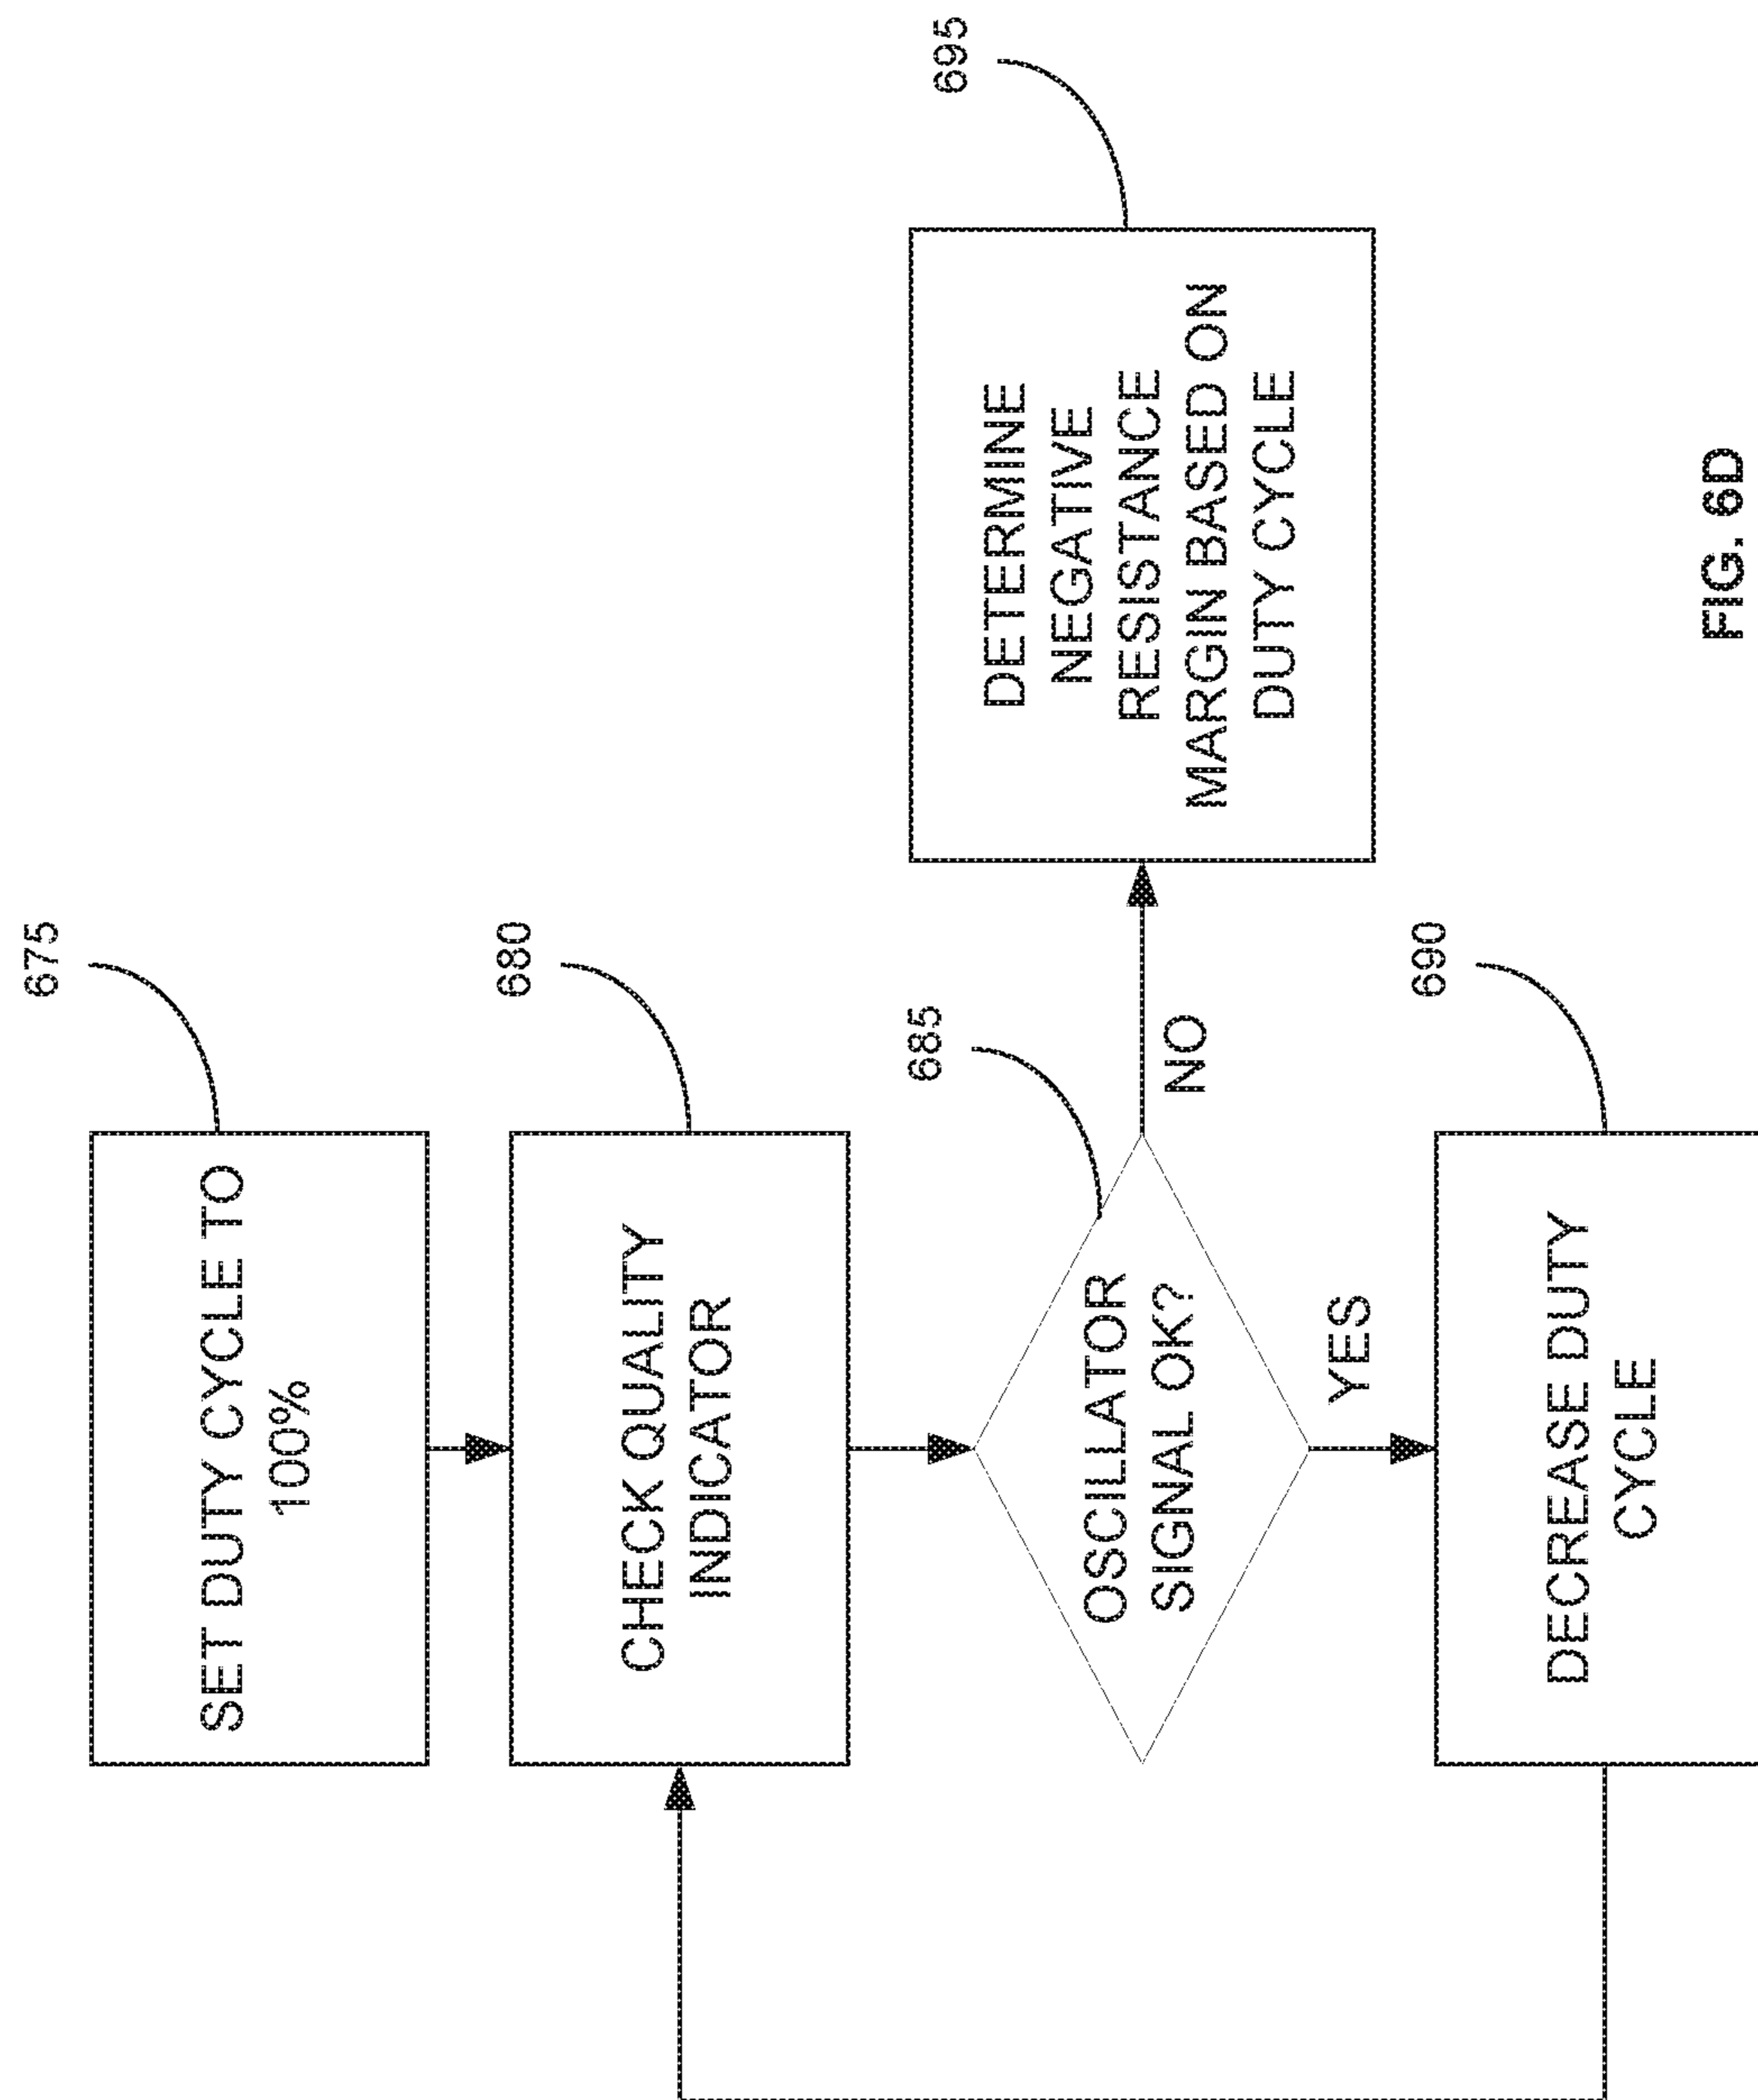 675
SET DUTY CYCLE TO
100%
680
CHECK QUALITY
INDICATOR
685
OSCILLATOR
SIGNAL OK?
NO
695
DETERMINE
NEGATIVE
RESISTANCE
MARGIN BASED ON
DUTY CYCLE
YES
690
DECREASE DUTY
CYCLE
FIG. 6D